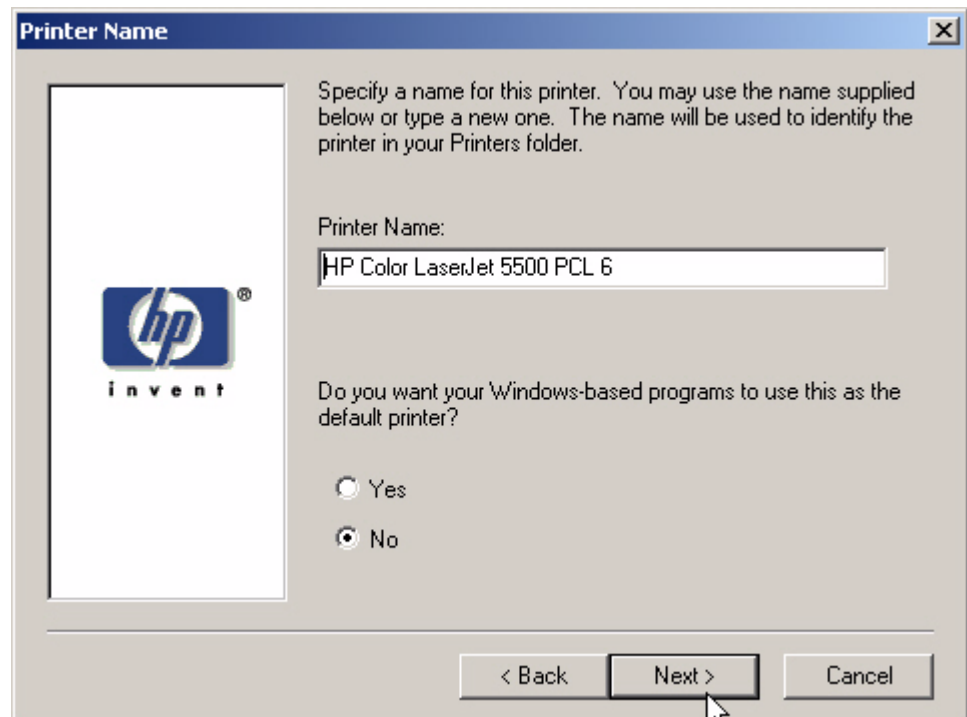 Printer Name
Specify a name for this printer.  You may use the name supplied
below or type a new one.  The name will be used to identify the
printer in your Printers folder.
Printer Name:
HP Color LaserJet 5500 PCL 6
hp ®
invent
Do you want your Windows-based programs to use this as the
default printer?
Yes
No
< Back
Next >
Cancel